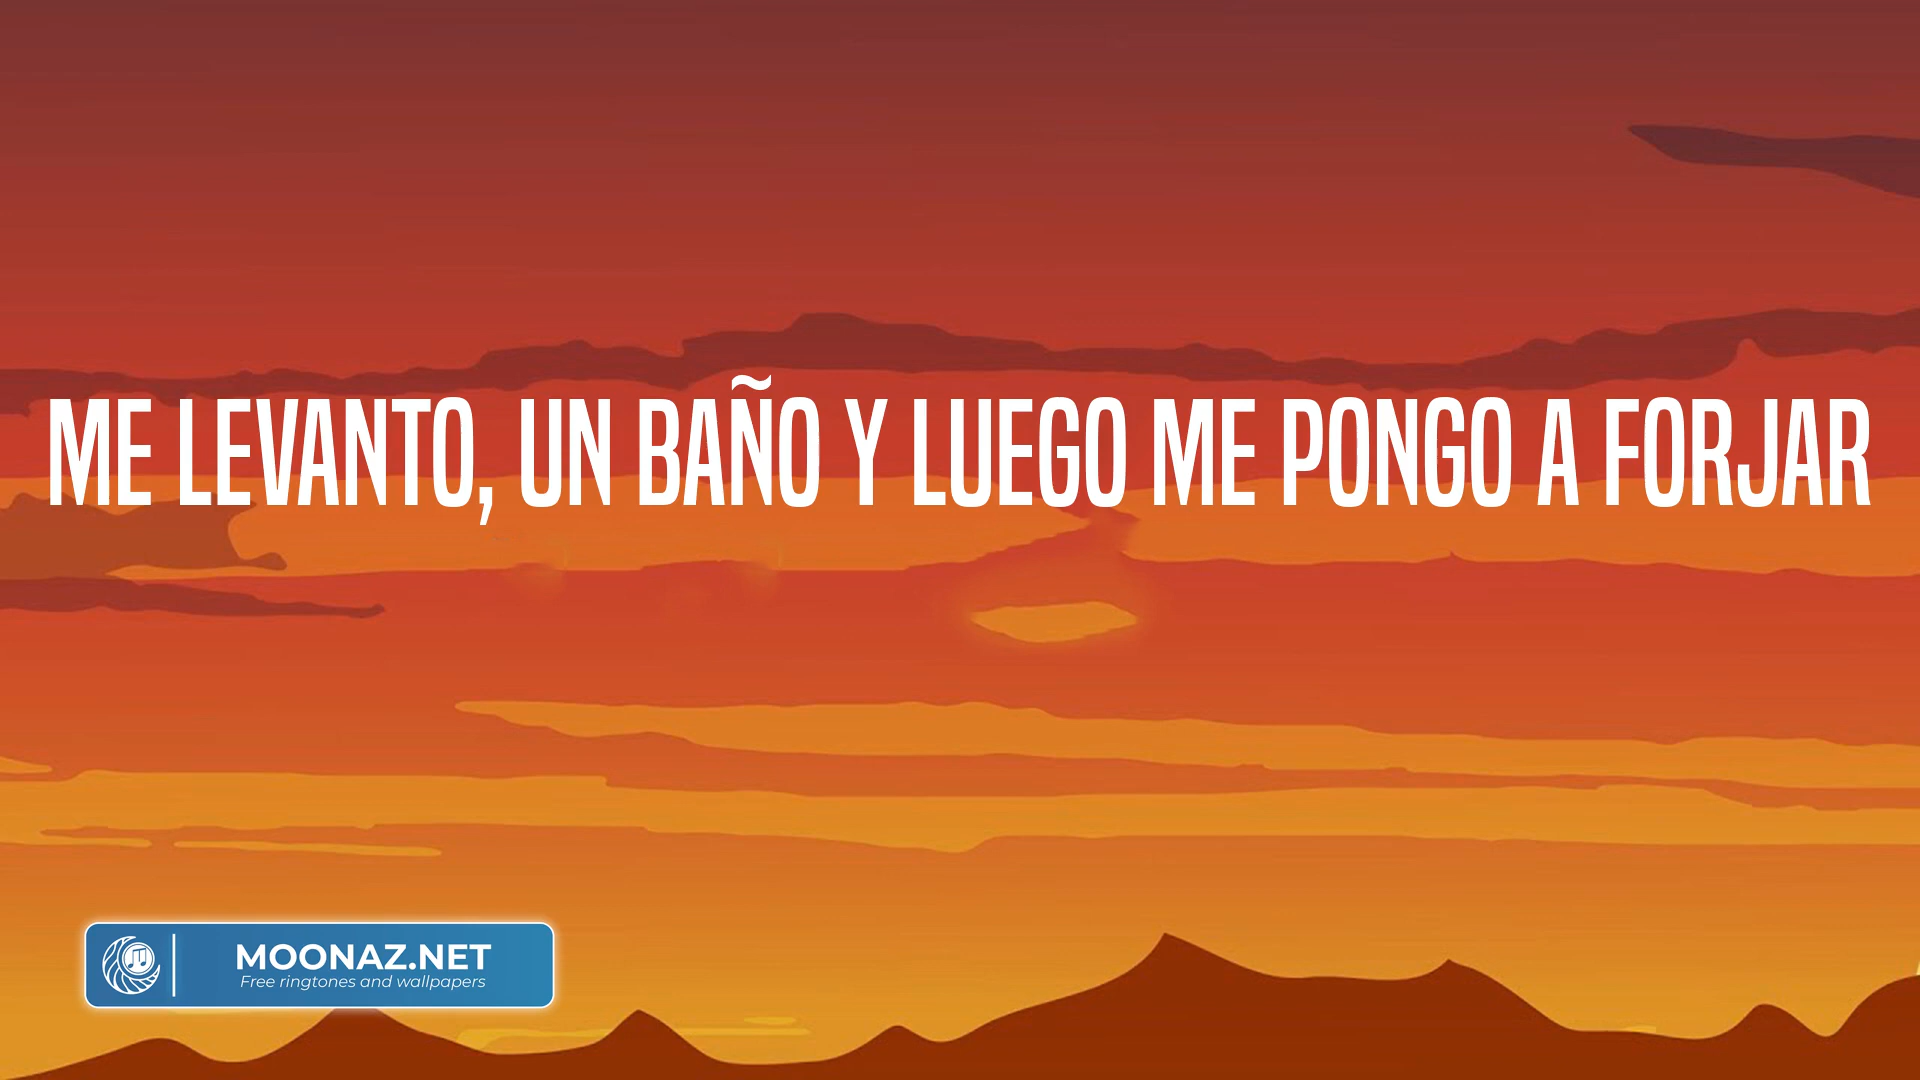 ME LEVANTO, UN BAÑO Y LUEGO ME PONGO A FORJAR
MOONAZ.NET
Free ringtones and wallpapers